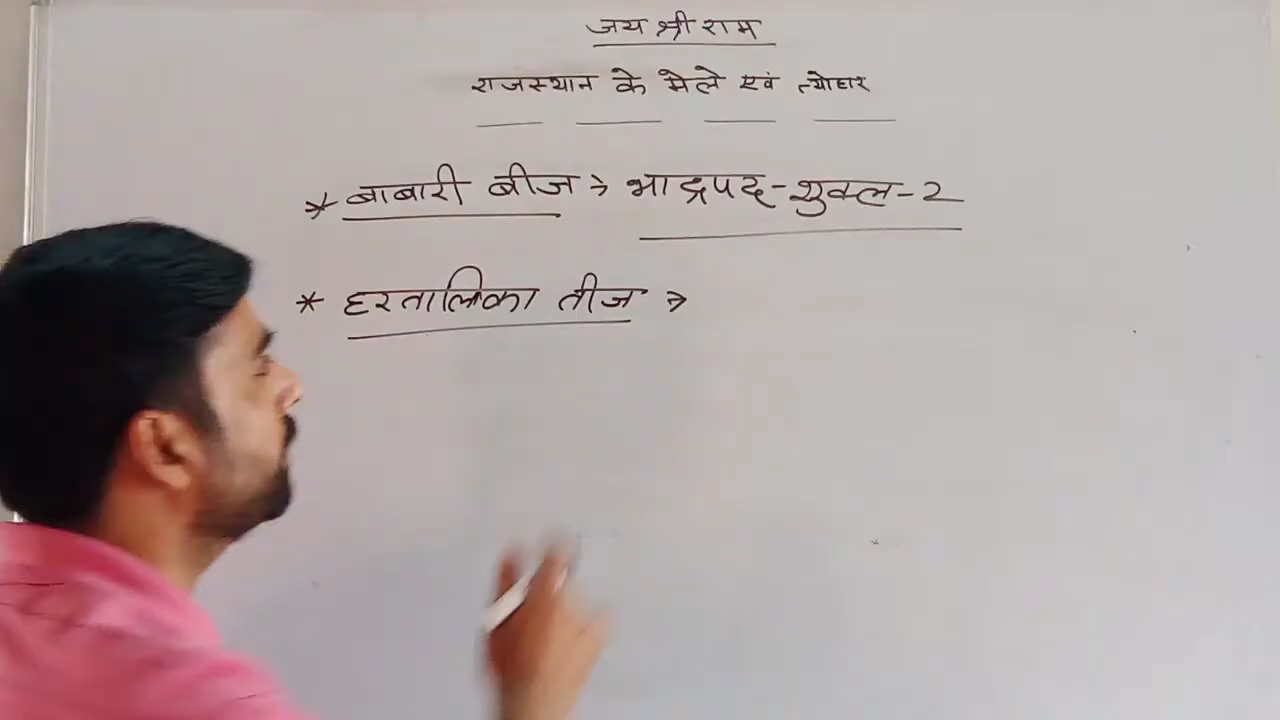 जय श्री राम
राजस्थान के मेले एवं त्योहार
* बाबारी बीज → भाद्रपद-शुक्ल-2
* हरतालिका तीज →